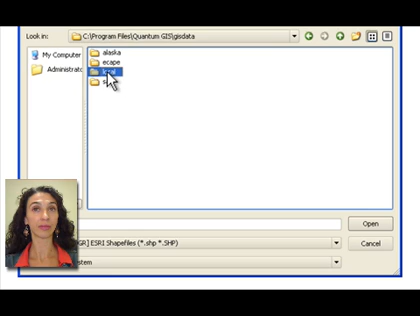 Look in: C:\Program Files\Quantum GIS\gisdata
My Computer
Administrato
alaska
ecape
Open
GR] ESRI Shapefiles (*.shp *.SHP)
Cancel
stem